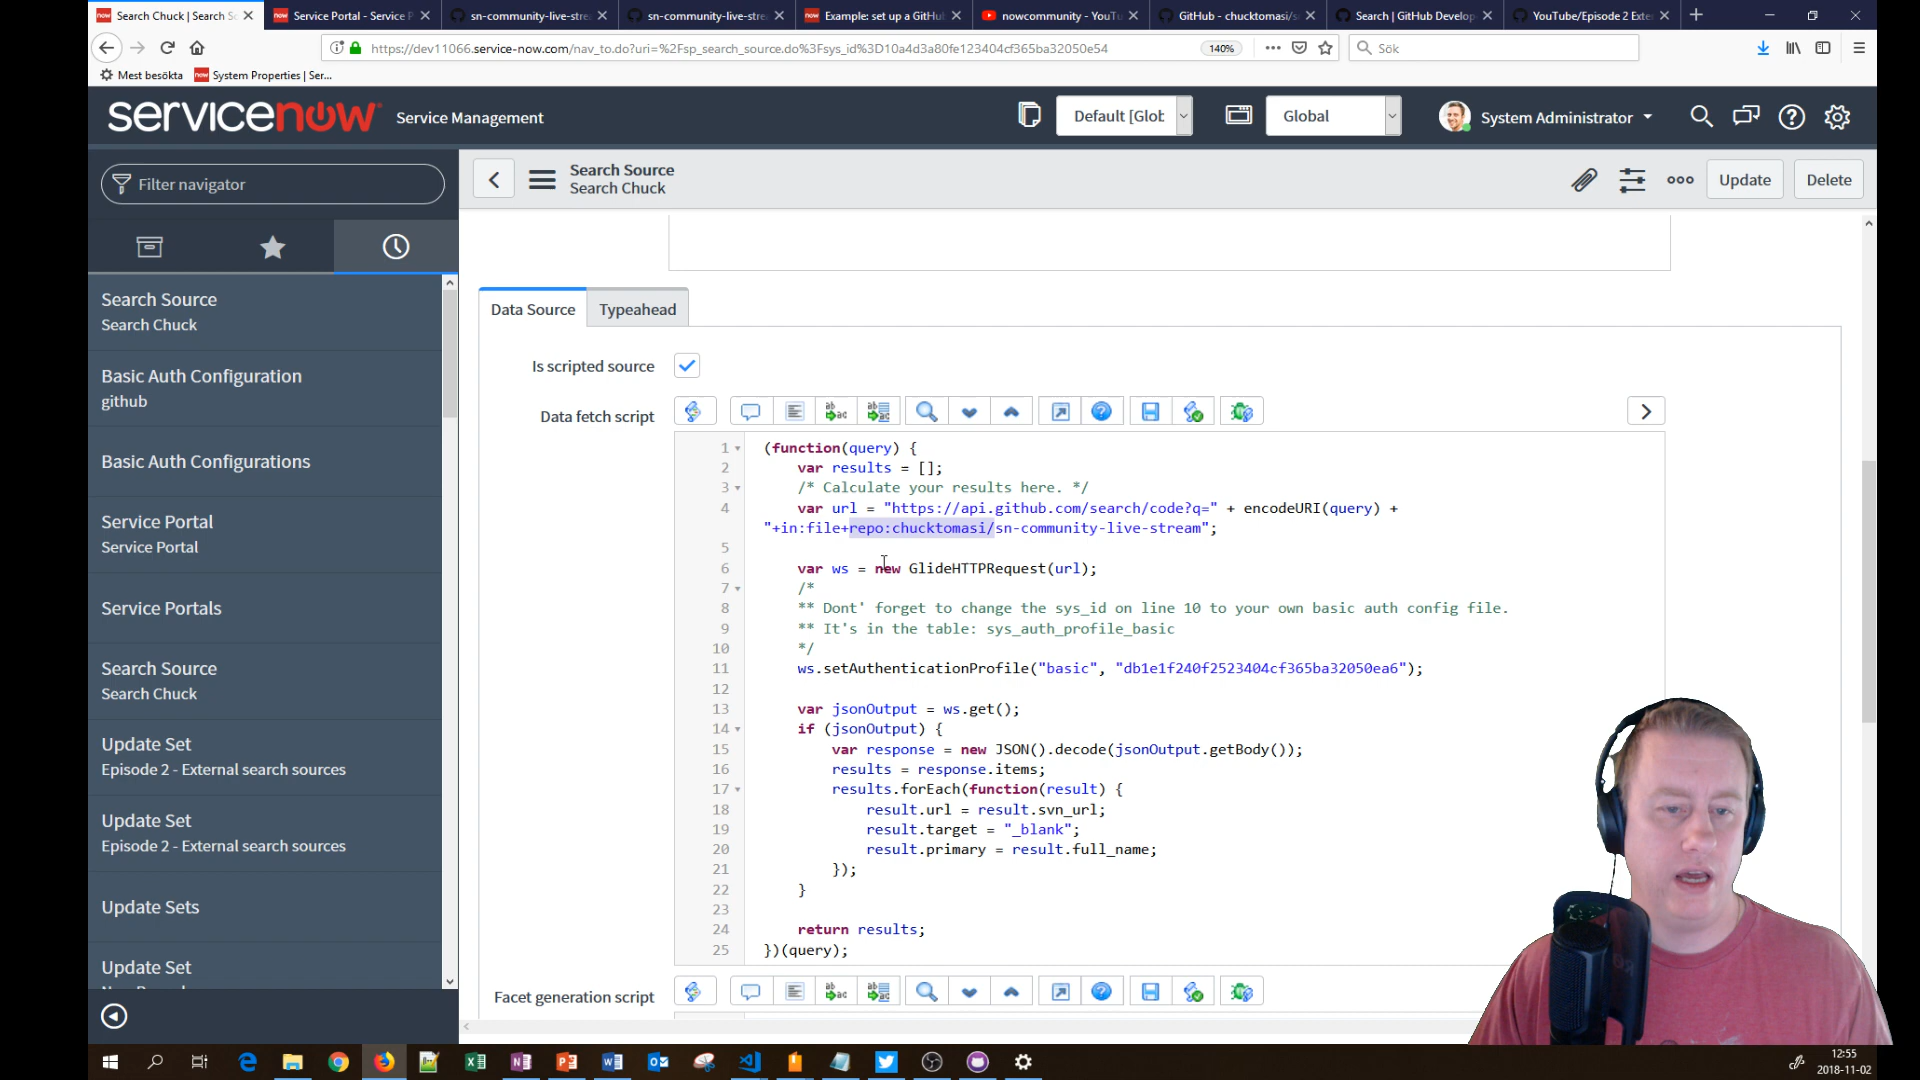 Search Chuck | Search So
Service Portal - Service P
sn-community-live-stre
sn-community-live-strea
Example: set up a GitHu
nowcommunity - YouTu
GitHub - chucktomasi/s
Search | GitHub Develop
YouTube/Episode 2 Exte
https://dev11066.service-now.com/nav_to.do?uri=%2Fsp_search_source.do%3Fsys_id%3D10a4d3a80fe123404cf365ba32050e54
140%
Sök
Mest besökta
System Properties | Ser...
servicenow
Service Management
Default [Glob
Global
System Administrator
Filter navigator
Search Source
Search Chuck
Update
Delete
Search Source
Search Chuck
Basic Auth Configuration
github
Basic Auth Configurations
Service Portal
Service Portal
Service Portals
Search Source
Search Chuck
Update Set
Episode 2 - External search sources
Update Set
Episode 2 - External search sources
Update Sets
Update Set
Data Source
Typeahead
Is scripted source
Data fetch script
1 (function(query) {
2 var results = [];
3 /* Calculate your results here. */
4 var url = "https://api.github.com/search/code?q=" + encodeURI(query) +
"+in:file+repo:chucktomasi/sn-community-live-stream";
5
6 var ws = new GlideHTTPRequest(url);
7 /*
8 ** Dont' forget to change the sys_id on line 10 to your own basic auth config file.
9 ** It's in the table: sys_auth_profile_basic
10 */
11 ws.setAuthenticationProfile("basic", "db1e1f240f2523404cf365ba32050ea6");
12
13 var jsonOutput = ws.get();
14 if (jsonOutput) {
15 var response = new JSON().decode(jsonOutput.getBody());
16 results = response.items;
17 results.forEach(function(result) {
18 result.url = result.svn_url;
19 result.target = "_blank";
20 result.primary = result.full_name;
21 });
22 }
23
24 return results;
25 })(query);
Facet generation script
12:55
2018-11-02